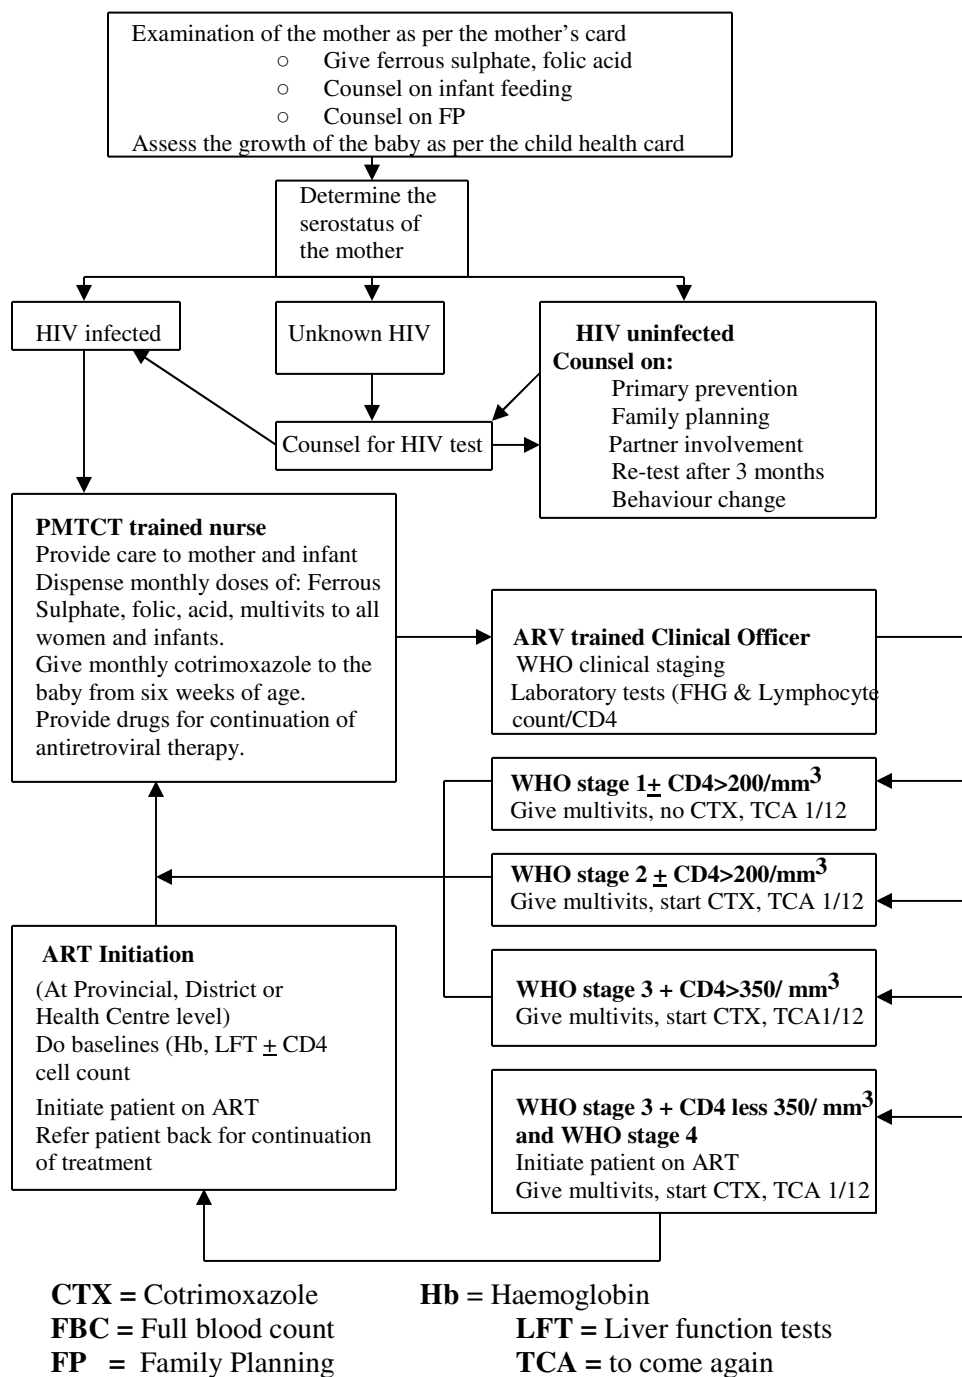 Examination of the mother as per the mother's card
○ Give ferrous sulphate, folic acid
○ Counsel on infant feeding
○ Counsel on FP
Assess the growth of the baby as per the child health card
Determine the
serostatus of
the mother
HIV infected
Unknown HIV
HIV uninfected
Counsel on:
Primary prevention
Family planning
Partner involvement
Re-test after 3 months
Behaviour change
Counsel for HIV test
PMTCT trained nurse
Provide care to mother and infant
Dispense monthly doses of: Ferrous
Sulphate, folic, acid, multivits to all
women and infants.
Give monthly cotrimoxazole to the
baby from six weeks of age.
Provide drugs for continuation of
antiretroviral therapy.
ARV trained Clinical Officer
WHO clinical staging
Laboratory tests (FHG & Lymphocyte
count/CD4
WHO stage 1± CD4>200/mm³
Give multivits, no CTX, TCA 1/12
WHO stage 2 ± CD4>200/mm³
Give multivits, start CTX, TCA 1/12
WHO stage 3 + CD4>350/ mm³
Give multivits, start CTX, TCA1/12
WHO stage 3 + CD4 less 350/ mm³
and WHO stage 4
Initiate patient on ART
Give multivits, start CTX, TCA 1/12
ART Initiation
(At Provincial, District or
Health Centre level)
Do baselines (Hb, LFT ± CD4
cell count
Initiate patient on ART
Refer patient back for continuation
of treatment
CTX = Cotrimoxazole Hb = Haemoglobin
FBC = Full blood count LFT = Liver function tests
FP = Family Planning TCA = to come again